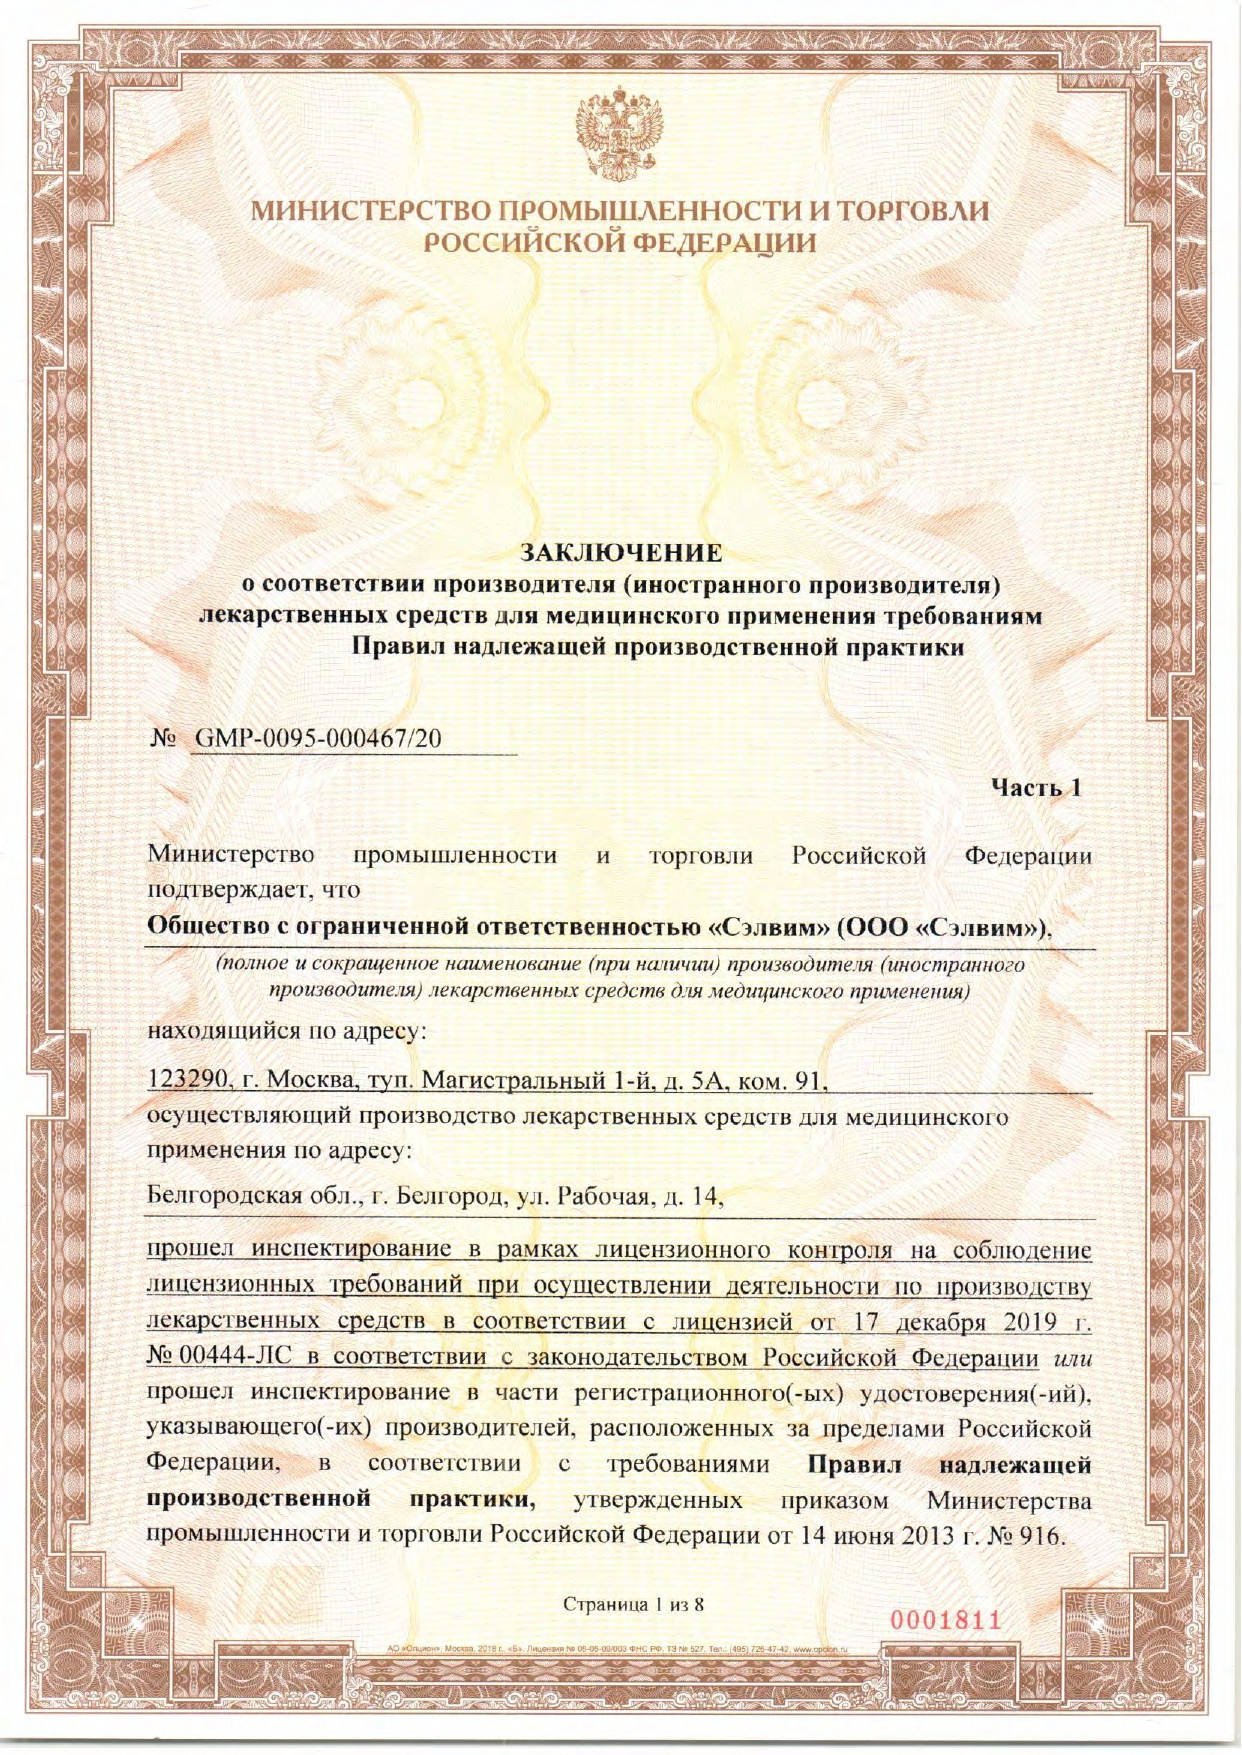 МИНИСТЕРСТВО ПРОМЫШЛЕННОСТИ И ТОРГОВЛИ
РОССИЙСКОЙ ФЕДЕРАЦИИ
ЗАКЛЮЧЕНИЕ
о соответствии производителя (иностранного производителя)
лекарственных средств для медицинского применения требованиям
Правил надлежащей производственной практики
№ GMP-0095-000467/20
Часть 1
Министерство промышленности и торговли Российской Федерации
подтверждает, что
Общество с ограниченной ответственностью «Сэлвим» (ООО «Сэлвим»),
(полное и сокращенное наименование (при наличии) производителя (иностранного
производителя) лекарственных средств для медицинского применения)
находящийся по адресу:
123290, г. Москва, туп. Магистральный 1-й, д. 5А, ком. 91,
осуществляющий производство лекарственных средств для медицинского
применения по адресу:
Белгородская обл., г. Белгород, ул. Рабочая, д. 14,
прошел инспектирование в рамках лицензионного контроля на соблюдение
лицензионных требований при осуществлении деятельности по производству
лекарственных средств в соответствии с лицензией от 17 декабря 2019 г.
№ 00444-ЛС в соответствии с законодательством Российской Федерации или
прошел инспектирование в части регистрационного(-ых) удостоверения(-ий),
указывающего(-их) производителей, расположенных за пределами Российской
Федерации, в соответствии с требованиями Правил надлежащей
производственной практики, утвержденных приказом Министерства
промышленности и торговли Российской Федерации от 14 июня 2013 г. № 916.
Страница 1 из 8
0001811
АО «Опцион», Москва, 2018 г., «Б». Лицензия № 05-05-09/003 ФНС РФ, ТЗ № 527. Тел.: (495) 726-47-42, www.opcion.ru